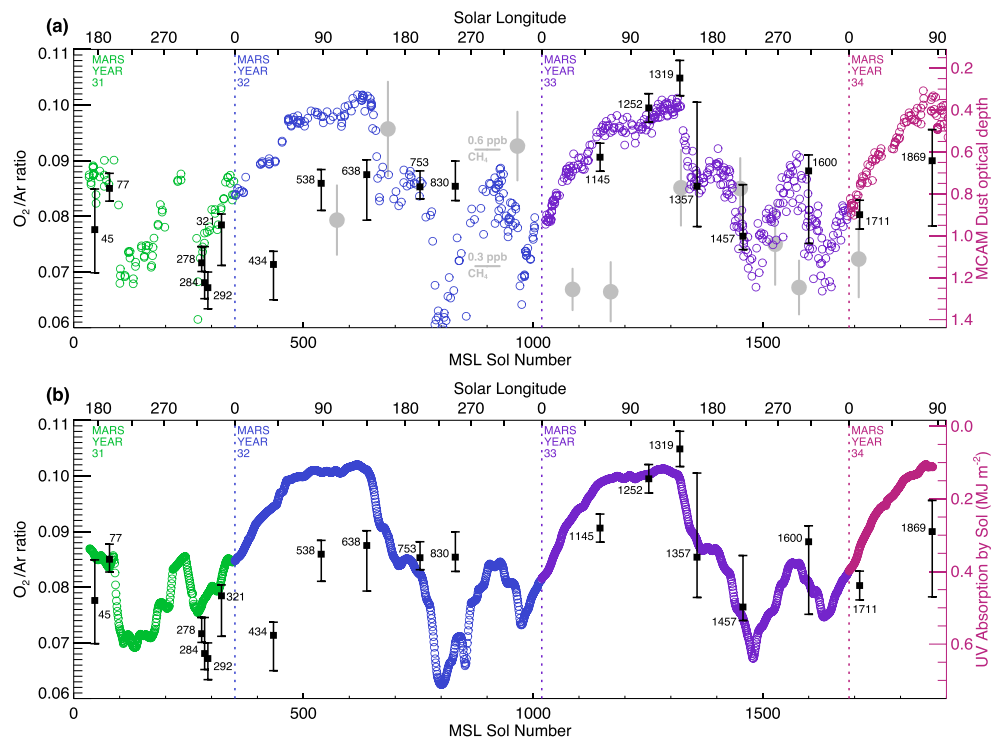 (a)
Solar Longitude
180 270 0 90 180 270 0 90 180 270 0 90
0.11
0.10
0.09
0.08
0.07
0.06
O2/Ar ratio
MARS YEAR 31
MARS YEAR 32
MARS YEAR 33
MARS YEAR 34
45
77
278
284
292
321
434
538
638
753
830
0.6 ppb
CH4
0.3 ppb
CH4
1145
1252
1319
1357
1457
1600
1711
1869
0.2
0.4
0.6
0.8
1.0
1.2
1.4
MCAM Dust optical depth
0 500 1000 1500
MSL Sol Number
(b)
Solar Longitude
180 270 0 90 180 270 0 90 180 270 0 90
0.11
0.10
0.09
0.08
0.07
0.06
O2/Ar ratio
MARS YEAR 31
MARS YEAR 32
MARS YEAR 33
MARS YEAR 34
45
77
278
284
292
321
434
538
638
753
830
1145
1252
1319
1357
1457
1600
1711
1869
0.0
0.2
0.4
0.6
UV Absorption by Sol (MJ m-2)
0 500 1000 1500
MSL Sol Number